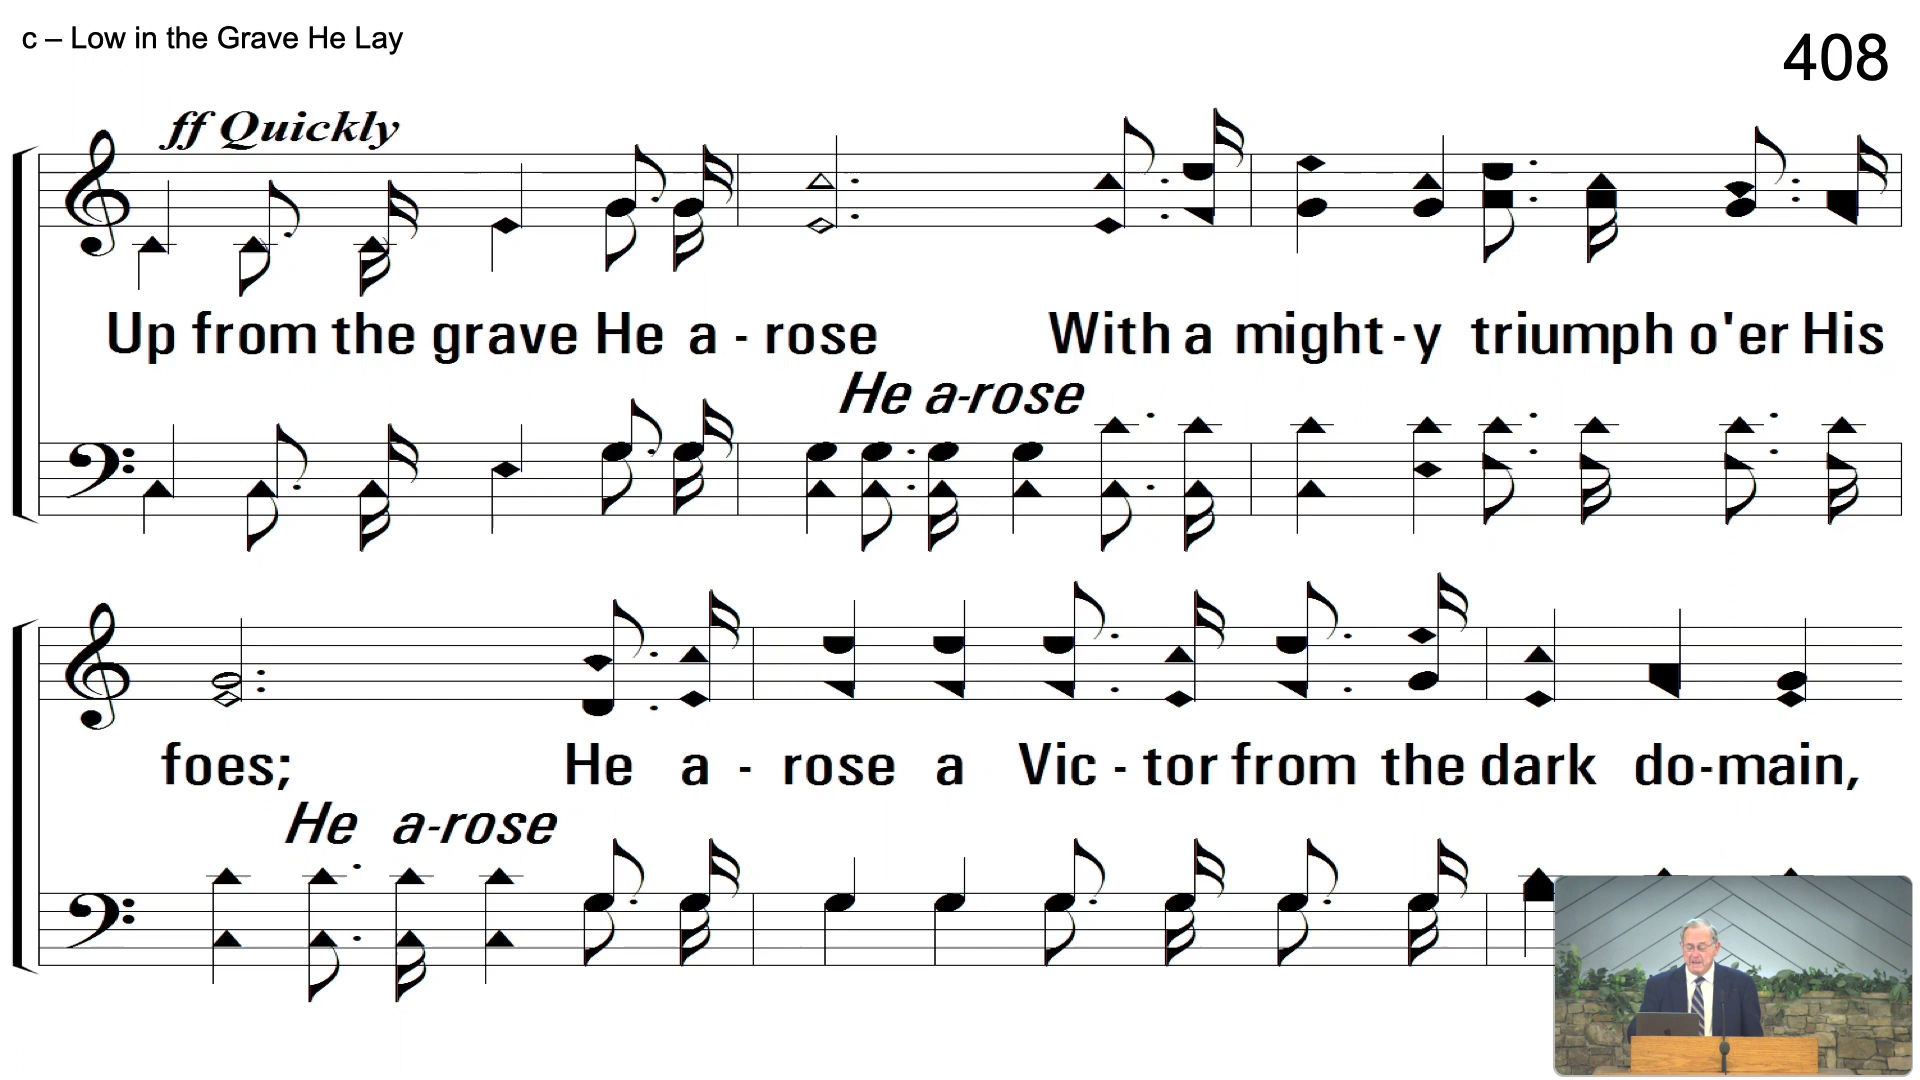 c – Low in the Grave He Lay
408
ff Quickly
Up from the grave He a - rose With a might-y triumph o'er His
He a-rose
foes; He a - rose a Vic - tor from the dark do-main,
He a-rose